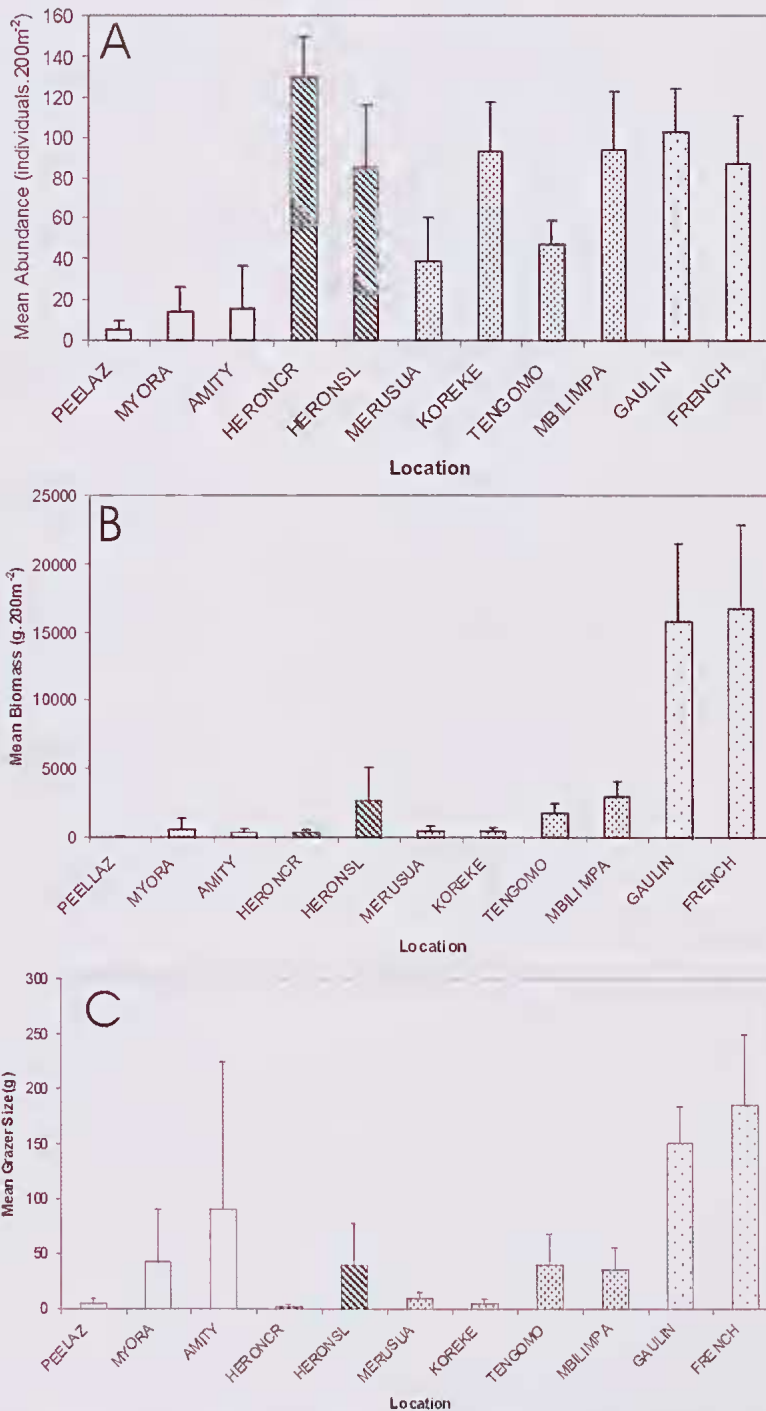 A
Mean Abundance (individuals.200m-2)
160
140
120
100
80
60
40
20
0
PEELAZ
MYORA
AMITY
HERONCR
HERONSL
MERUSUA
KOREKE
TENGOMO
MBILIMPA
GAULIN
FRENCH
Location
B
Mean Biomass (g.200m-2)
25000
20000
15000
10000
5000
0
PEELLAZ
MYORA
AMITY
HERONCR
HERONSL
MERUSUA
KOREKE
TENGOMO
MBILIMPA
GAULIN
FRENCH
Location
C
Mean Grazer Size(g)
300
250
200
150
100
50
0
PEELAZ
MYORA
AMITY
HERONCR
HERONSL
MERUSUA
KOREKE
TENGOMO
MBILIMPA
GAULIN
FRENCH
Location